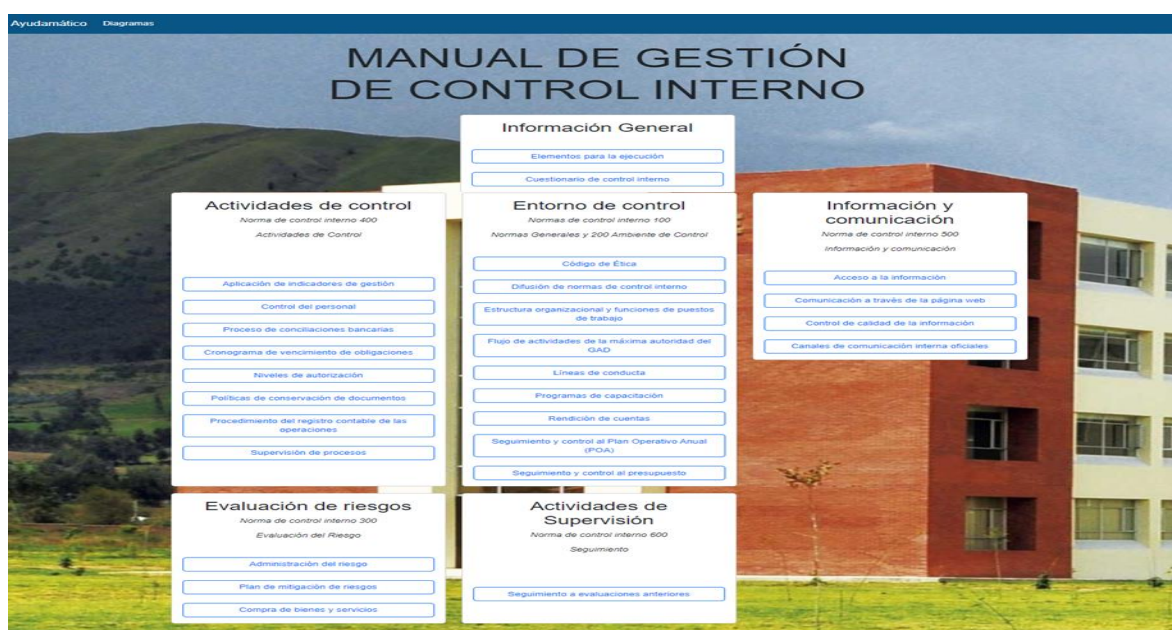 Ayudamático Diagramas
MANUAL DE GESTIÓN
DE CONTROL INTERNO
Información General
Elementos para la ejecución
Cuestionario de control interno
Actividades de control
Norma de control interno 400
Actividades de Control
Aplicación de indicadores de gestión
Control del personal
Proceso de conciliaciones bancarias
Cronograma de vencimiento de obligaciones
Niveles de autorización
Políticas de conservación de documentos
Procedimiento del registro contable de las
operaciones
Supervisión de procesos
Entorno de control
Normas de control interno 100
Normas Generales y 200 Ambiente de Control
Código de Ética
Difusión de normas de control interno
Estructura organizacional y funciones de puestos
de trabajo
Flujo de actividades de la máxima autoridad del
GAD
Líneas de conducta
Programas de capacitación
Rendición de cuentas
Seguimiento y control al Plan Operativo Anual
(POA)
Seguimiento y control al presupuesto
Información y
comunicación
Norma de control interno 500
Información y comunicación
Acceso a la información
Comunicación a través de la página web
Control de calidad de la información
Canales de comunicación interna oficiales
Evaluación de riesgos
Norma de control interno 300
Evaluación del Riesgo
Administración del riesgo
Plan de mitigación de riesgos
Compra de bienes y servicios
Actividades de
Supervisión
Norma de control interno 600
Seguimiento
Seguimiento a evaluaciones anteriores